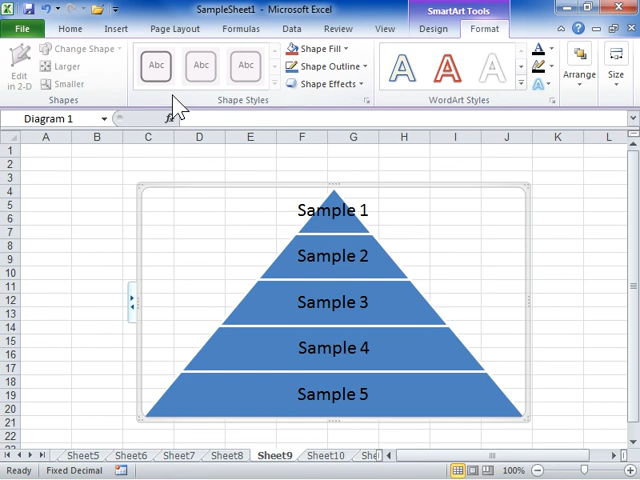 SampleSheet1 - Microsoft Excel
SmartArt Tools
File Home Insert Page Layout Formulas Data Review View Design Format
Edit in 2-D
Change Shape
Larger
Smaller
Shapes
Abc Abc Abc
Shape Fill
Shape Outline
Shape Effects
Shape Styles
A A A
A
A
A
WordArt Styles
Arrange
Size
Diagram 1
fx
A B C D E F G H I J K L
1
2
3
4
5
6
7
8
9
10
11
12
13
14
15
16
17
18
19
20
21
22
23
Sample 1
Sample 2
Sample 3
Sample 4
Sample 5
Sheet5 Sheet6 Sheet7 Sheet8 Sheet9 Sheet10 She
Ready Fixed Decimal 100%